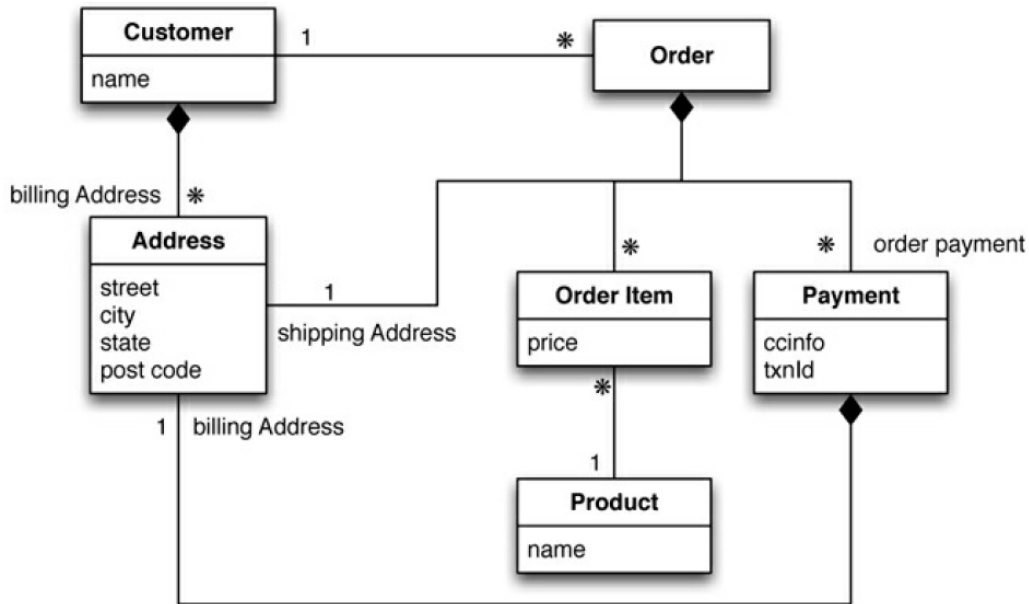 Customer
name
1
*
Order
billing Address
*
Address
street
city
state
post code
1
shipping Address
*
Order Item
price
*
order payment
Payment
ccinfo
txnId
*
1
billing Address
1
Product
name